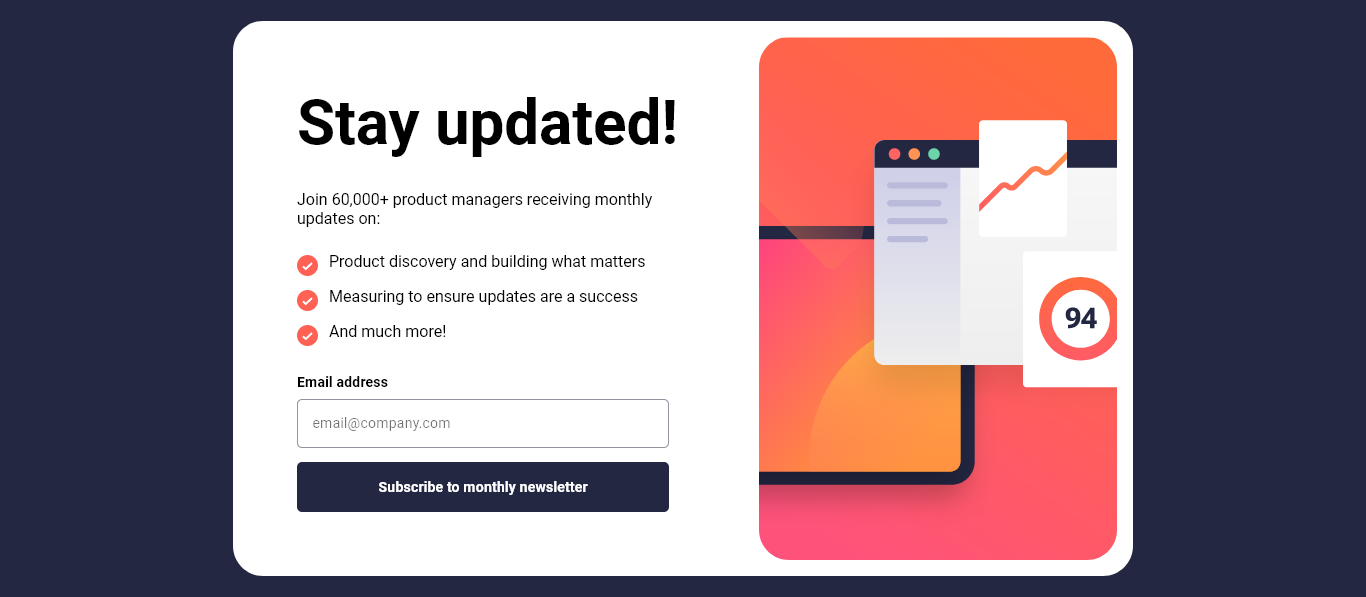 Stay updated!
Join 60,000+ product managers receiving monthly
updates on:
Product discovery and building what matters
Measuring to ensure updates are a success
And much more!
Email address
email@company.com
Subscribe to monthly newsletter
94